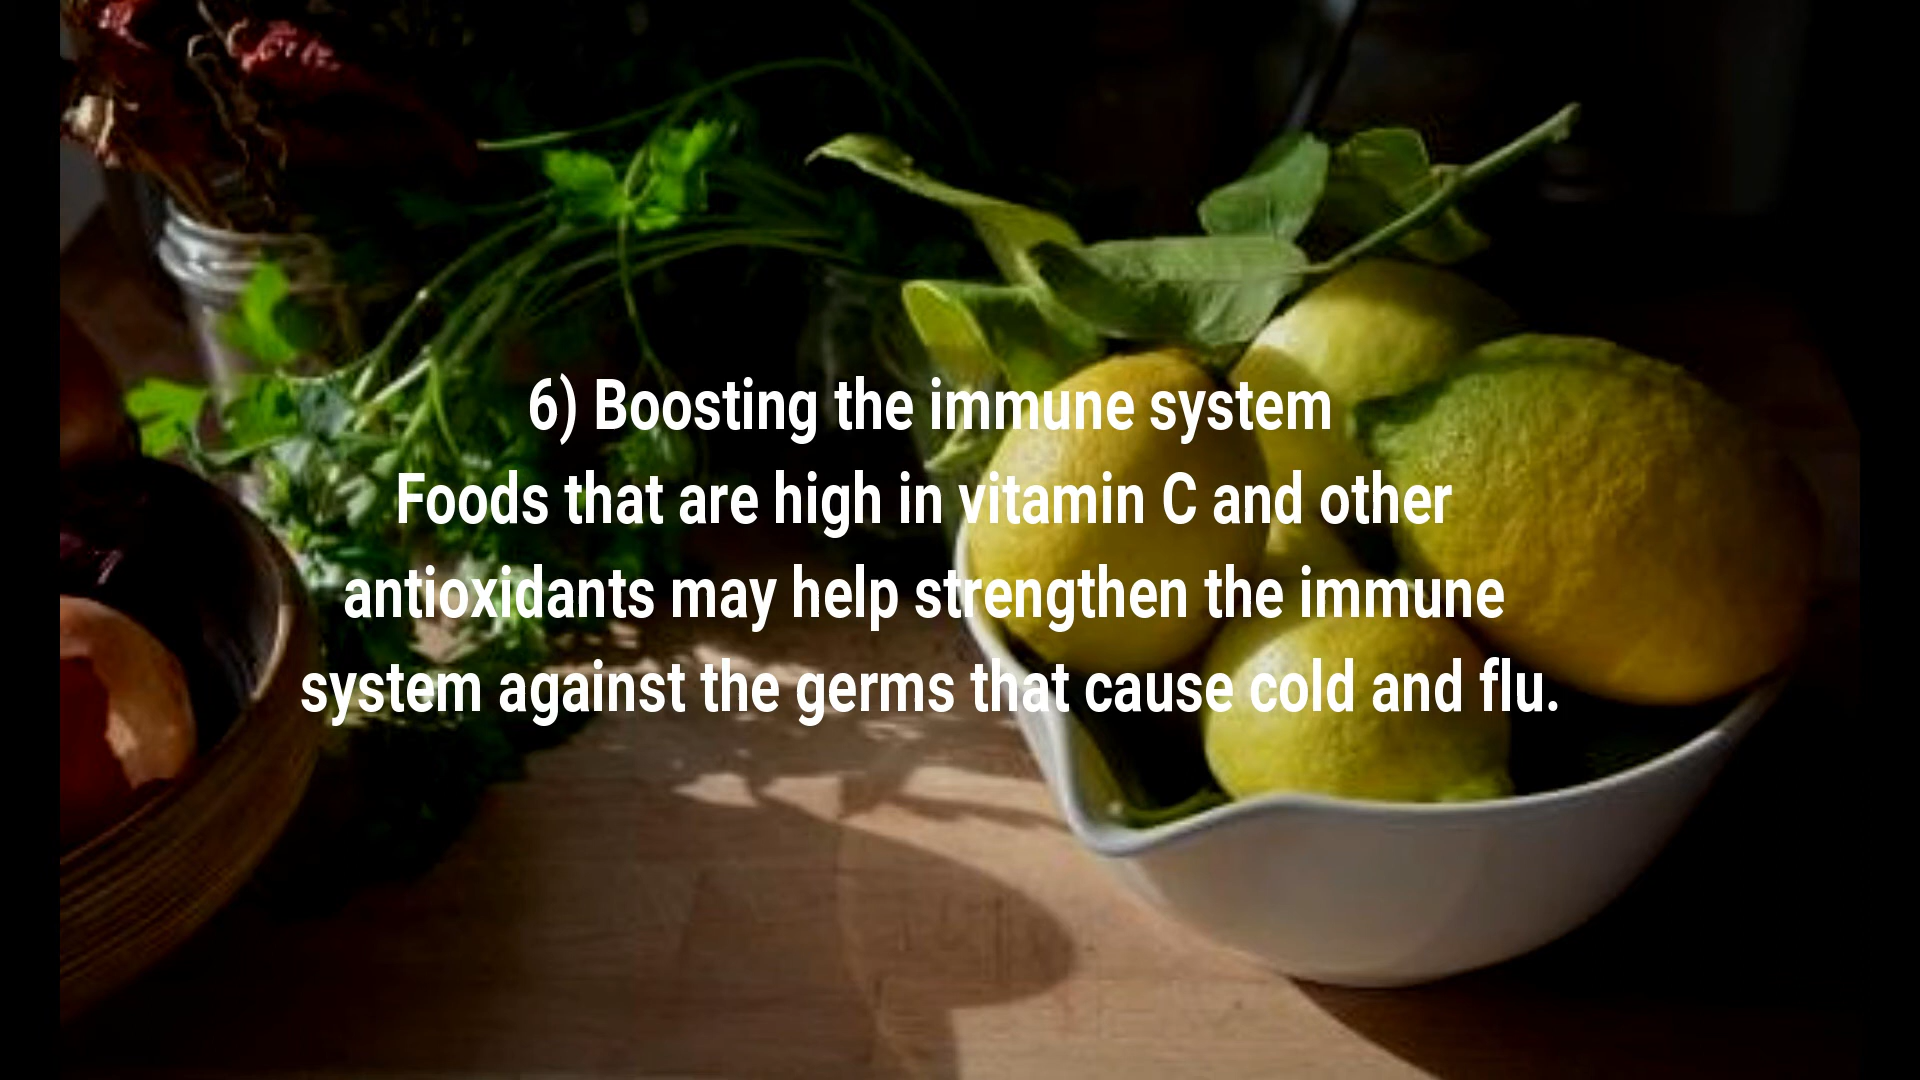 6) Boosting the immune system
Foods that are high in vitamin C and other
antioxidants may help strengthen the immune
system against the germs that cause cold and flu.